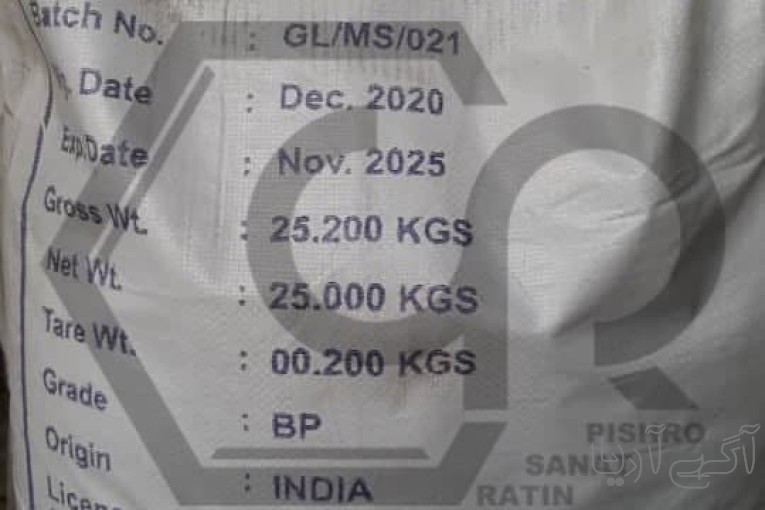 Batch No. : GL/MS/021
Date : Dec. 2020
Exp.Date : Nov. 2025
Gross Wt. : 25.200 KGS
Net Wt. : 25.000 KGS
Tare Wt. : 00.200 KGS
Grade : BP
Origin : INDIA
PISHRO
SANAT
RATIN